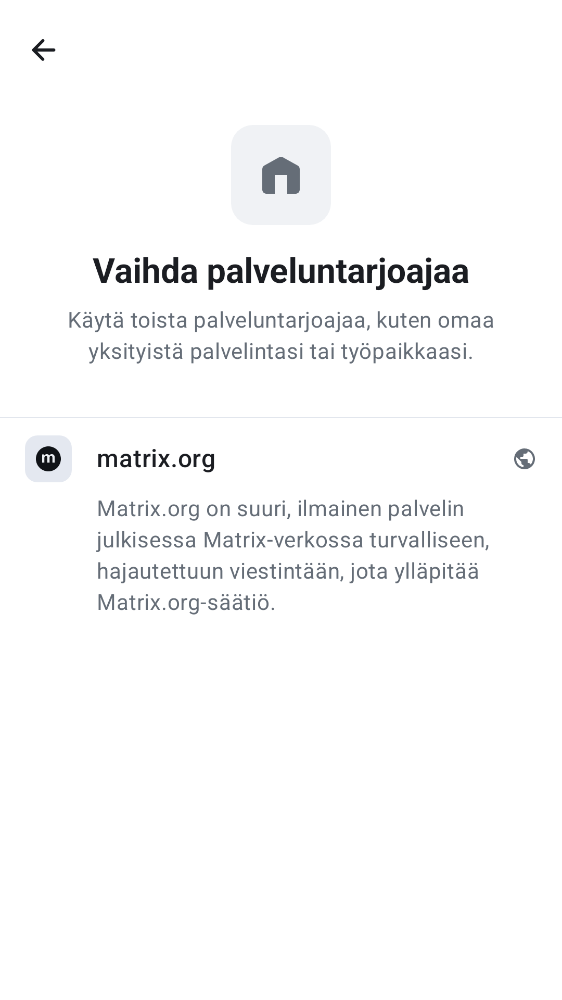 Vaihda palveluntarjoajaa
Käytä toista palveluntarjoajaa, kuten omaa
yksityistä palvelintasi tai työpaikkaasi.
m
matrix.org
Matrix.org on suuri, ilmainen palvelin
julkisessa Matrix-verkossa turvalliseen,
hajautettuun viestintään, jota ylläpitää
Matrix.org-säätiö.